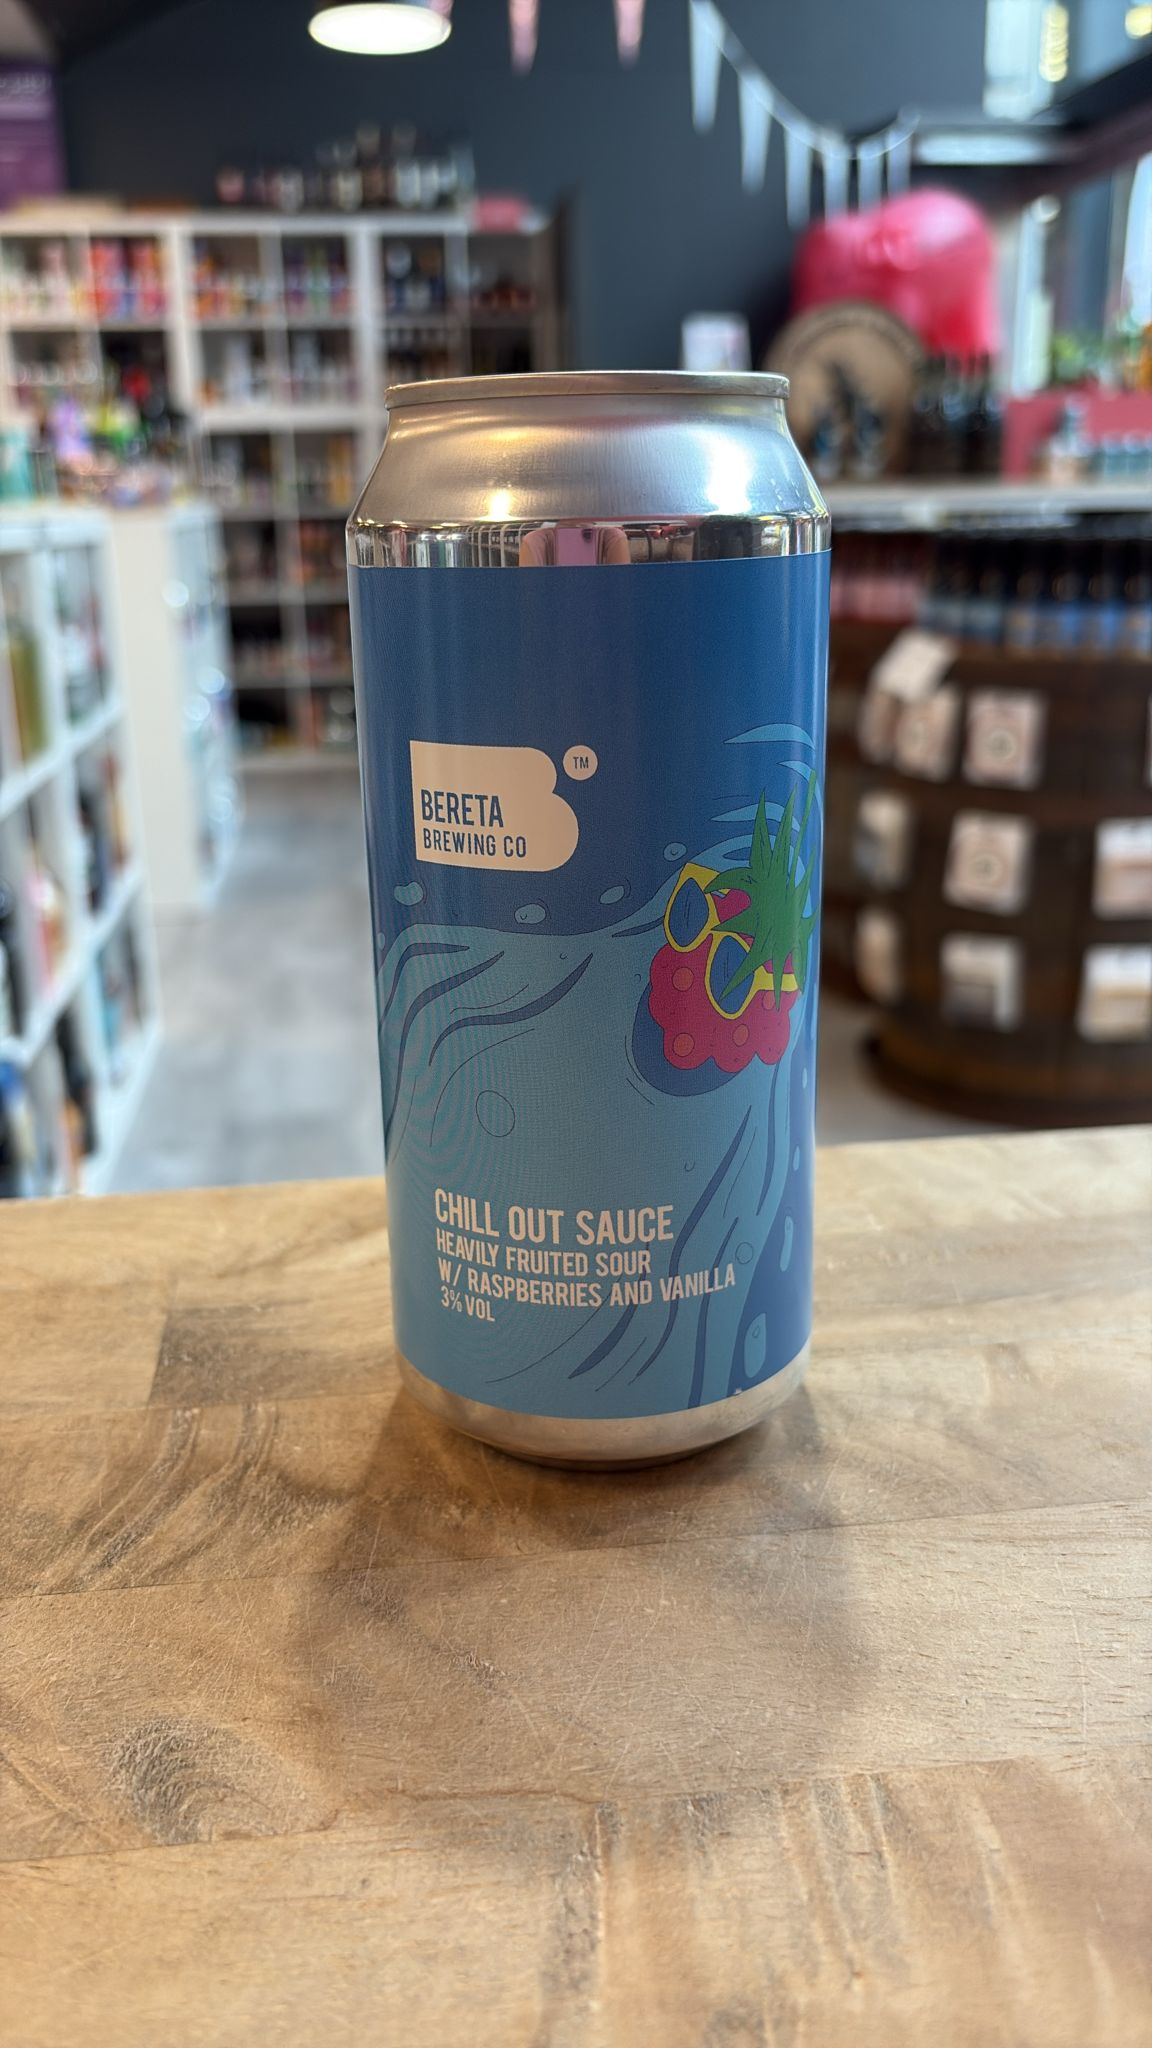 BERETA
BREWING CO
TM
CHILL OUT SAUCE
HEAVILY FRUITED SOUR
W/ RASPBERRIES AND VANILLA
3% VOL